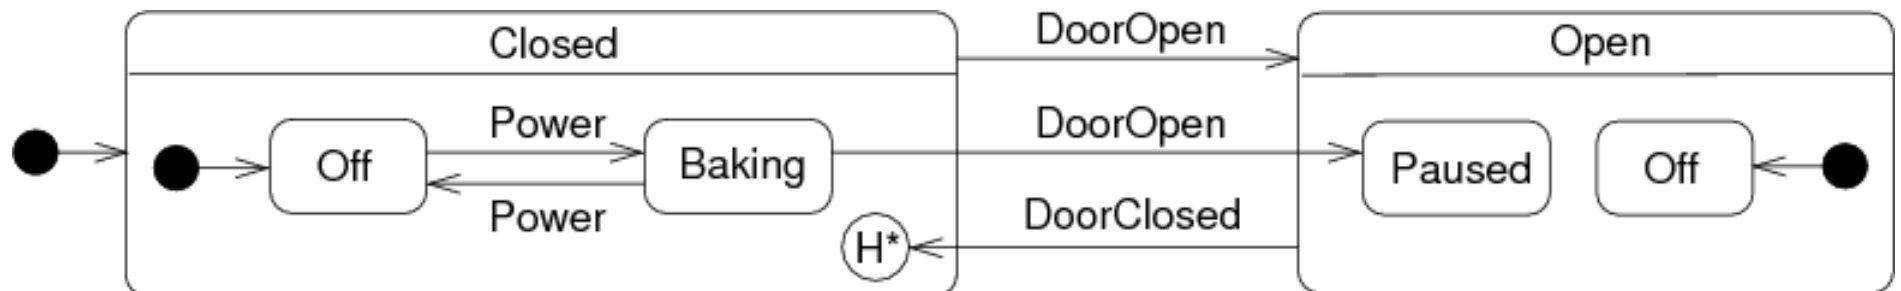 Closed
DoorOpen
Open
Off
Power
Baking
Power
DoorOpen
Paused
Off
H*
DoorClosed